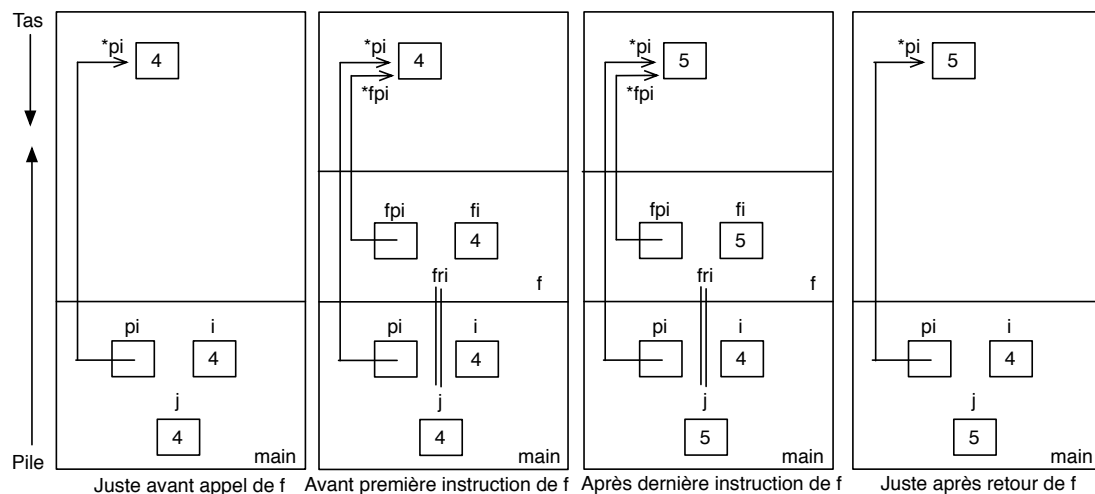 Tas
Pile
*pi
4
pi
i
4
j
4
main
Juste avant appel de f
*pi
4
*fpi
fpi
fi
4
fri
f
pi
i
4
j
4
main
Avant première instruction de f
*pi
5
*fpi
fpi
fi
5
fri
f
pi
i
4
j
5
main
Après dernière instruction de f
*pi
5
pi
i
4
j
5
main
Juste après retour de f